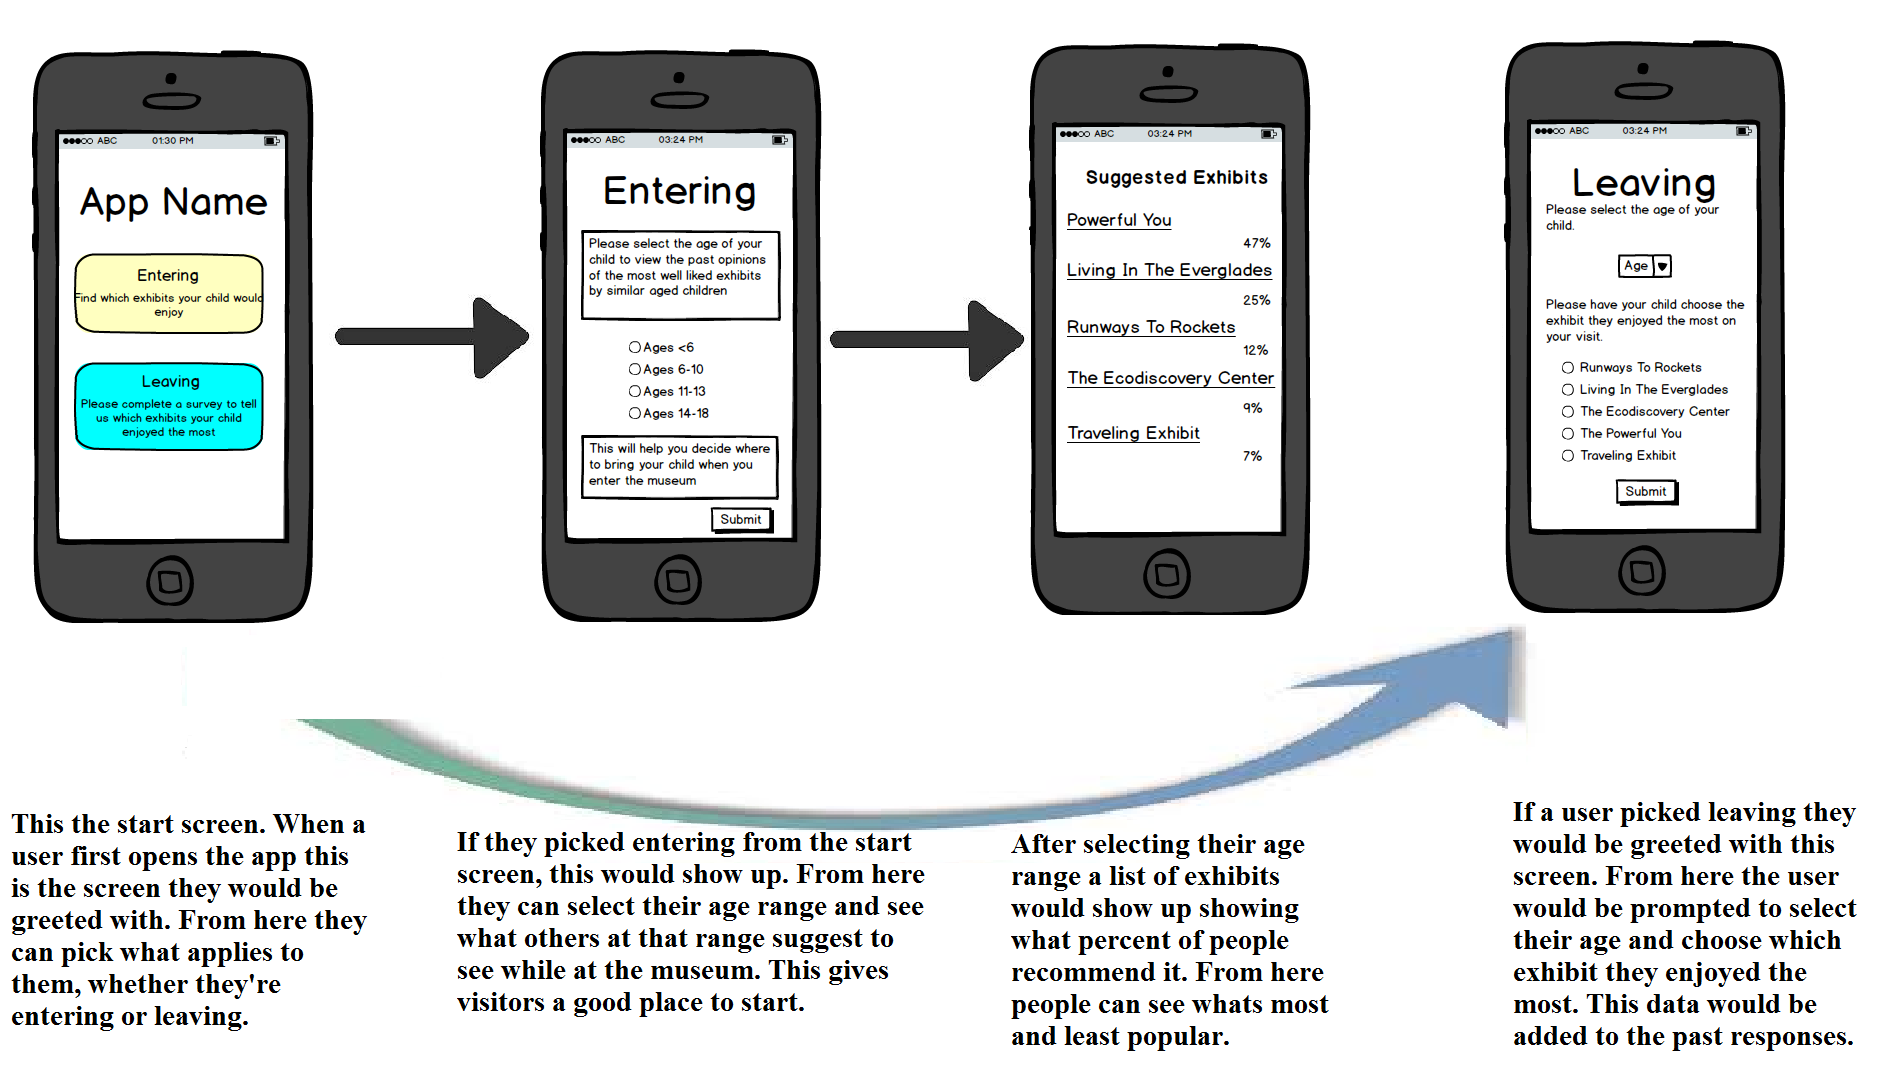 ABC 01:30 PM
App Name
Entering
Find which exhibits your child would
enjoy
Leaving
Please complete a survey to tell
us which exhibits your child
enjoyed the most
ABC 03:24 PM
Entering
Please select the age of your
child to view the past opinions
of the most well liked exhibits
by similar aged children
Ages <6
Ages 6-10
Ages 11-13
Ages 14-18
This will help you decide where
to bring your child when you
enter the museum
Submit
ABC 03:24 PM
Suggested Exhibits
Powerful You
47%
Living In The Everglades
25%
Runways To Rockets
12%
The Ecodiscovery Center
9%
Traveling Exhibit
7%
ABC 03:24 PM
Leaving
Please select the age of your
child.
Age
Please have your child choose the
exhibit they enjoyed the most on
your visit.
Runways To Rockets
Living In The Everglades
The Ecodiscovery Center
The Powerful You
Traveling Exhibit
Submit
This the start screen. When a
user first opens the app this
is the screen they would be
greeted with. From here they
can pick what applies to
them, whether they're
entering or leaving.
If they picked entering from the start
screen, this would show up. From here
they can select their age range and see
what others at that range suggest to
see while at the museum. This gives
visitors a good place to start.
After selecting their age
range a list of exhibits
would show up showing
what percent of people
recommend it. From here
people can see whats most
and least popular.
If a user picked leaving they
would be greeted with this
screen. From here the user
would be prompted to select
their age and choose which
exhibit they enjoyed the
most. This data would be
added to the past responses.